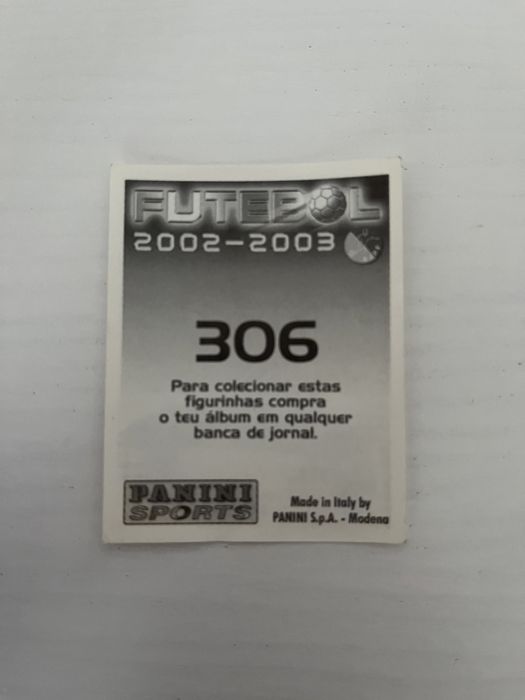 FUTEBOL
2002-2003
306
Para colecionar estas
figurinhas compra
o teu álbum em qualquer
banca de jornal.
PANINI
SPORTS
Made in Italy by
PANINI S.p.A. - Modena